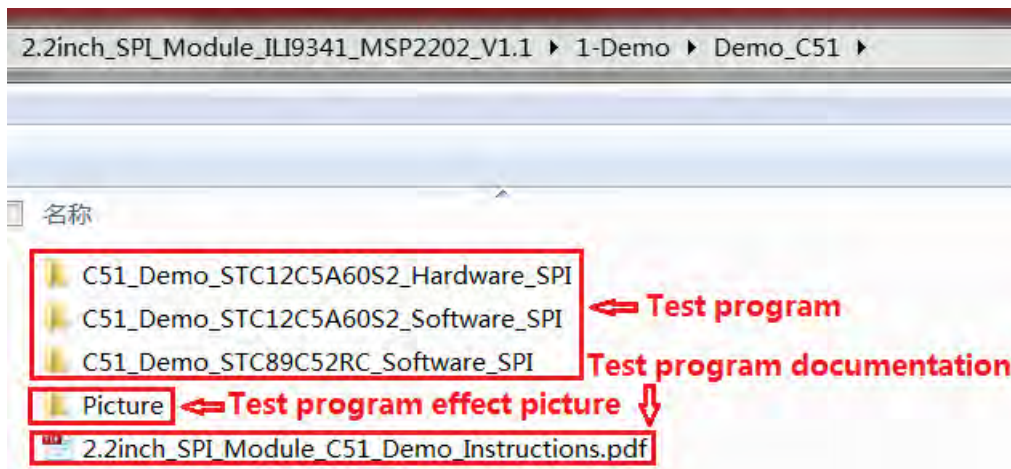 2.2inch_SPI_Module_ILI9341_MSP2202_V1.1 ▸ 1-Demo ▸ Demo_C51 ▸
名称
C51_Demo_STC12C5A60S2_Hardware_SPI
C51_Demo_STC12C5A60S2_Software_SPI
Test program
C51_Demo_STC89C52RC_Software_SPI
Test program documentation
Picture
Test program effect picture
2.2inch_SPI_Module_C51_Demo_Instructions.pdf